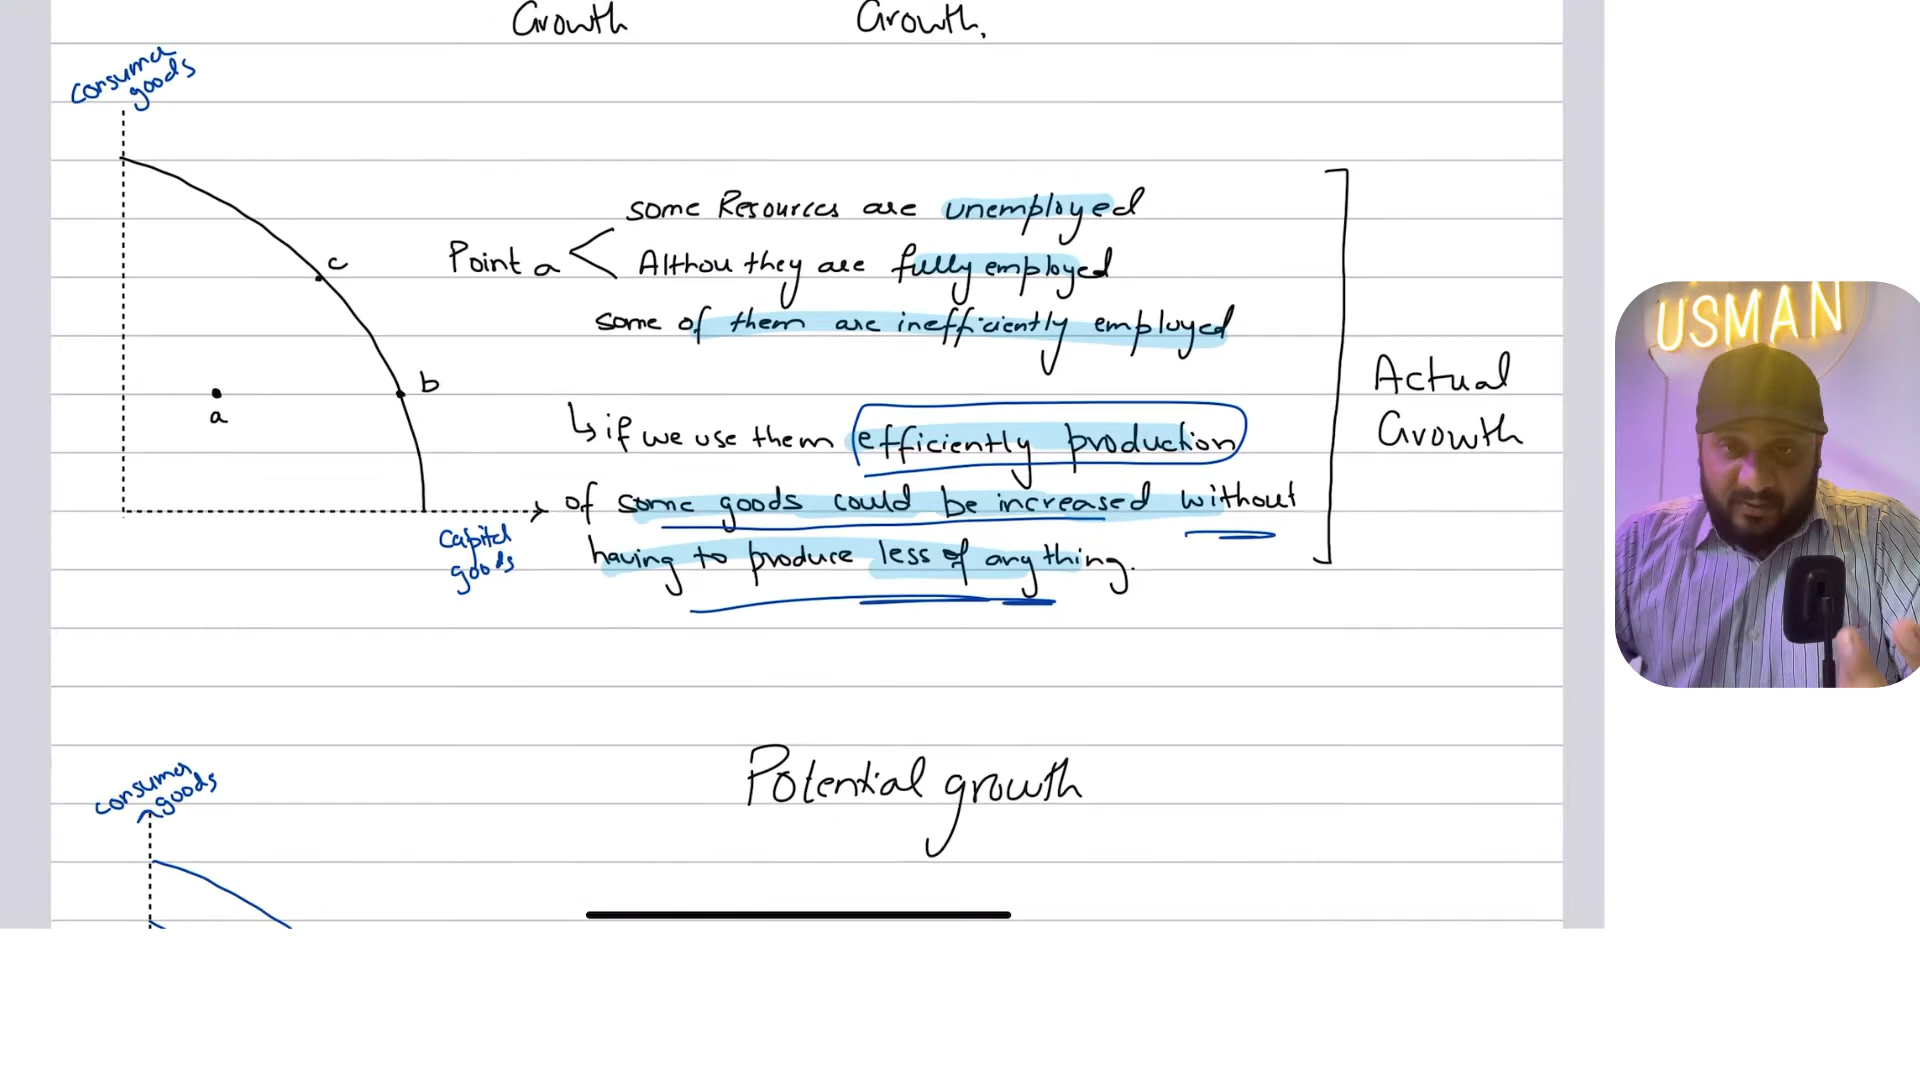 Growth Growth.
consumer
goods
c
b
a
Capital
goods
some Resources are unemployed
Point a
Althou they are fully employed
some of them are inefficiently employed
if we use them efficiently production
of some goods could be increased without
having to produce less of anything.
Actual
Growth
USMAN
Potential growth
consumer
goods